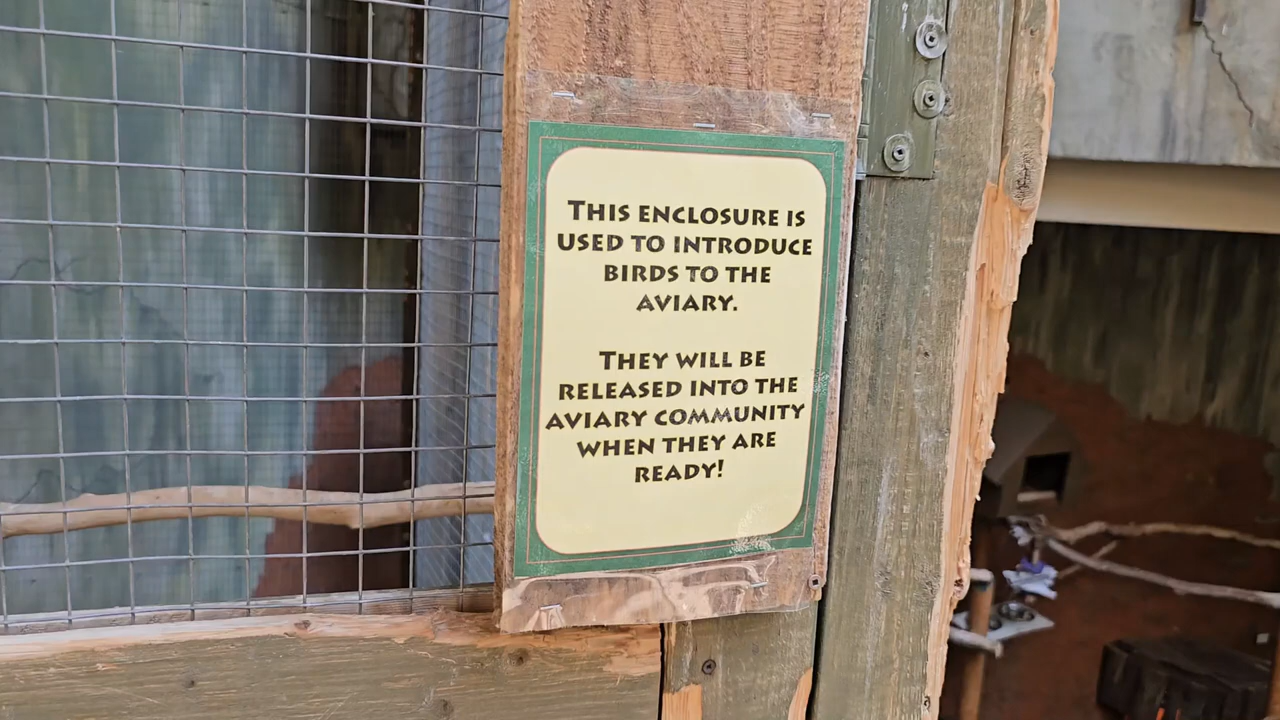 THIS ENCLOSURE IS
USED TO INTRODUCE
BIRDS TO THE
AVIARY.
THEY WILL BE
RELEASED INTO THE
AVIARY COMMUNITY
WHEN THEY ARE
READY!